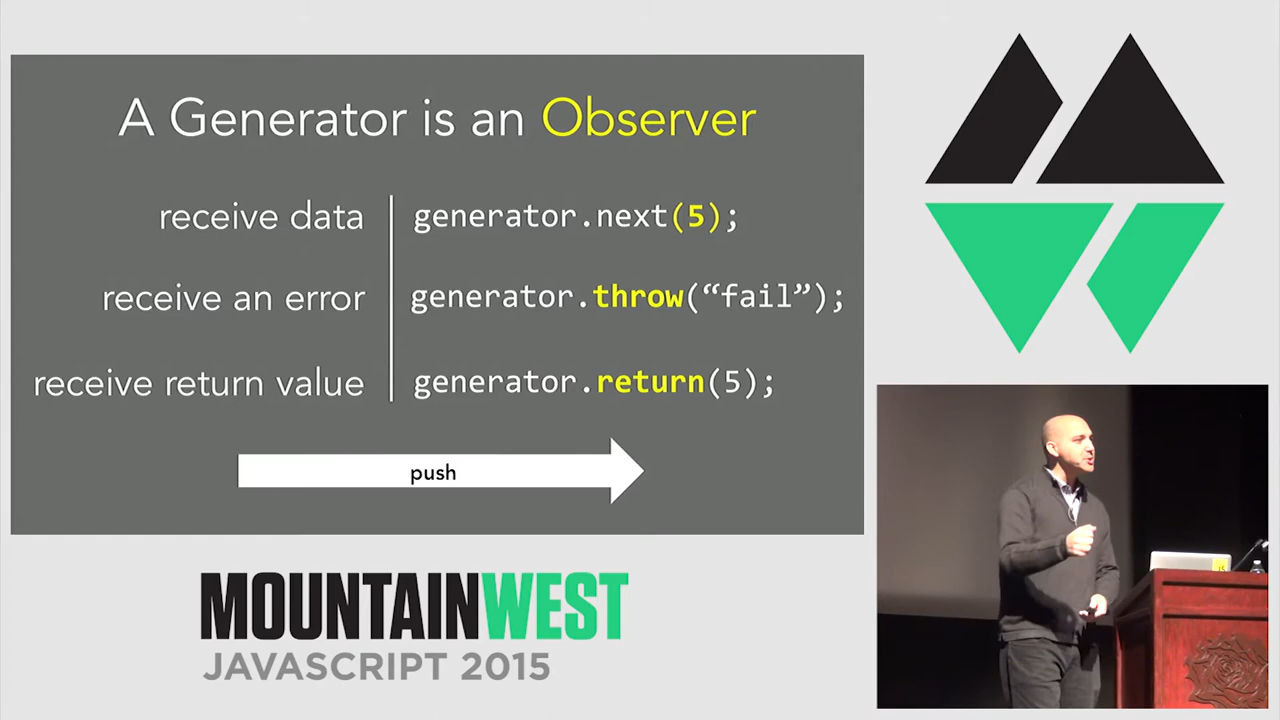 A Generator is an Observer
receive data generator.next(5);
receive an error generator.throw(“fail”);
receive return value generator.return(5);
push
MOUNTAINWEST
JAVASCRIPT 2015